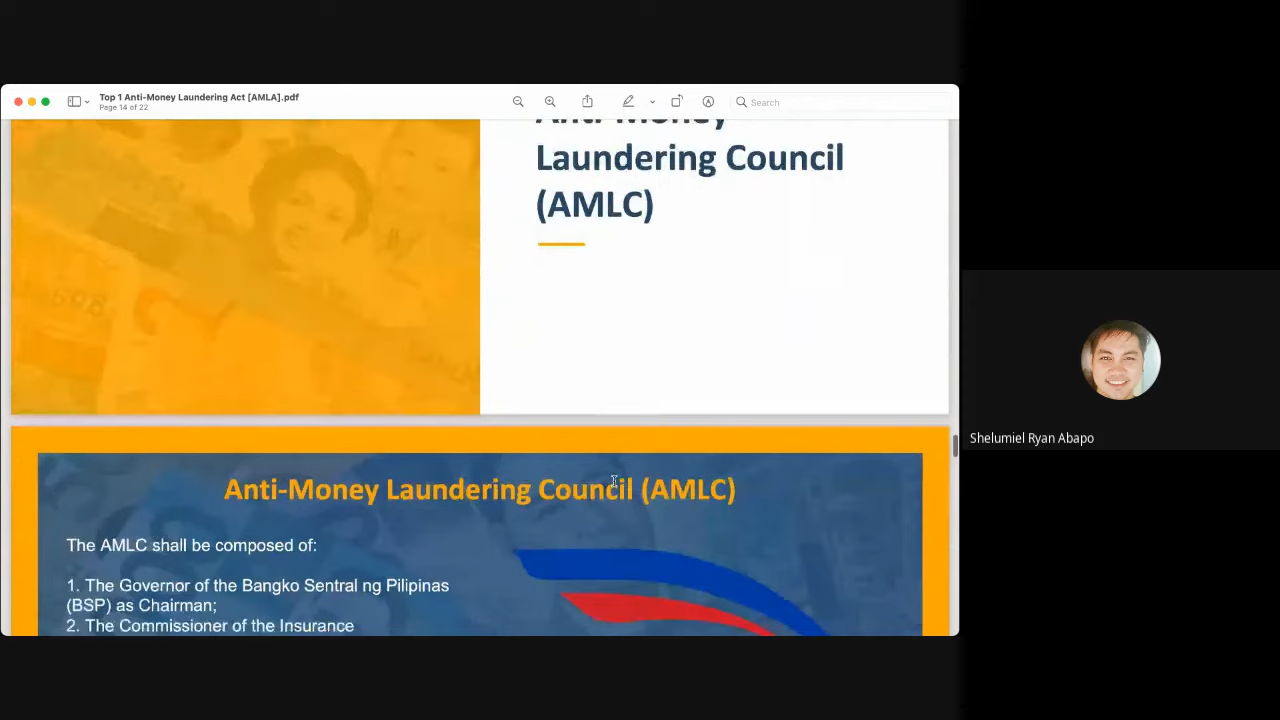 Top 1 Anti-Money Laundering Act [AMLA].pdf
Page 14 of 22
Search
Anti-Money
Laundering Council
(AMLC)
Anti-Money Laundering Council (AMLC)
The AMLC shall be composed of:
1. The Governor of the Bangko Sentral ng Pilipinas
(BSP) as Chairman;
2. The Commissioner of the Insurance
Shelumiel Ryan Abapo